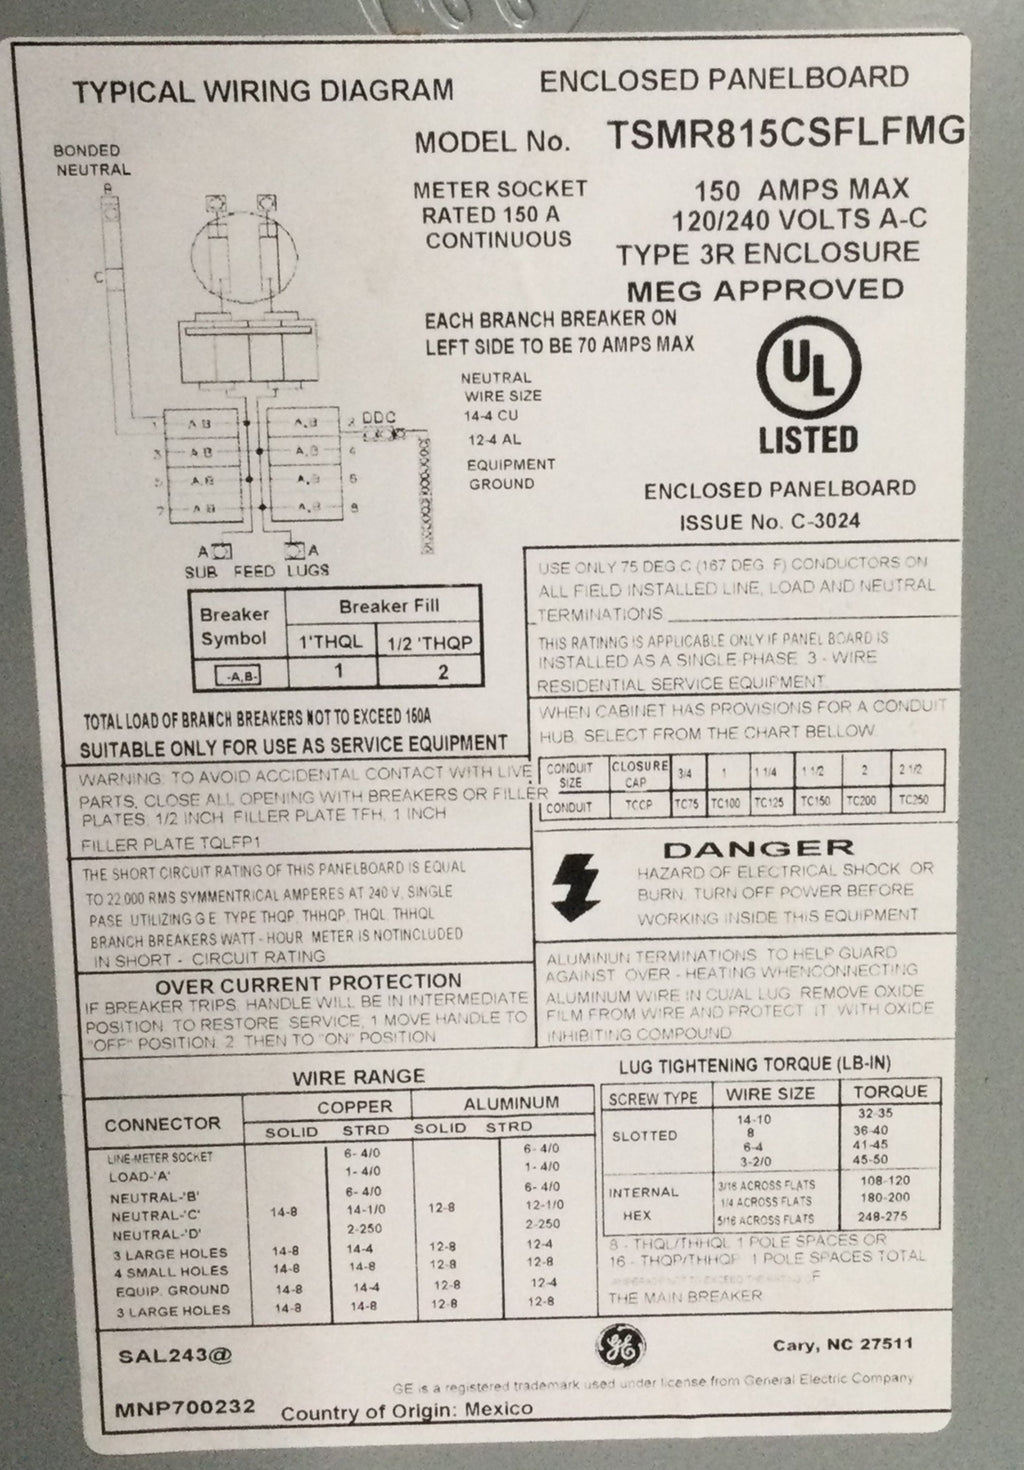 TYPICAL WIRING DIAGRAM
ENCLOSED PANELBOARD
MODEL No. TSMR815CSFLFMG
BONDED
NEUTRAL
METER SOCKET
RATED 150 A
CONTINUOUS
150 AMPS MAX
120/240 VOLTS A-C
TYPE 3R ENCLOSURE
MEG APPROVED
EACH BRANCH BREAKER ON
LEFT SIDE TO BE 70 AMPS MAX
C
NEUTRAL
WIRE SIZE
14-4 CU
12-4 AL
EQUIPMENT
GROUND
UL
LISTED
ENCLOSED PANELBOARD
ISSUE No. C-3024
1 A B A,B 2 DDC
3 A B A,B 4
A,B A,B 6
7 A B A,B 8
A A
SUB FEED LUGS
Breaker Symbol Breaker Fill
1'THQL 1/2 'THQP
-A,B- 1 2
TOTAL LOAD OF BRANCH BREAKERS NOT TO EXCEED 150A
SUITABLE ONLY FOR USE AS SERVICE EQUIPMENT
USE ONLY 75 DEG C (167 DEG F) CONDUCTORS ON
ALL FIELD INSTALLED LINE, LOAD AND NEUTRAL
TERMINATIONS
THIS RATINNG IS APPLICABLE ONLY IF PANEL BOARD IS
INSTALLED AS A SINGLE-PHASE 3 - WIRE
RESIDENTIAL SERVICE EQUIPMENT
WHEN CABINET HAS PROVISIONS FOR A CONDUIT
HUB SELECT FROM THE CHART BELLOW
CONDUIT SIZE CLOSURE CAP 3/4 1 1 1/4 1 1/2 2 2 1/2
CONDUIT TCCP TC75 TC100 TC125 TC150 TC200 TC250
WARNING: TO AVOID ACCIDENTAL CONTACT WITH LIVE
PARTS, CLOSE ALL OPENING WITH BREAKERS OR FILLER
PLATES, 1/2 INCH FILLER PLATE TFH, 1 INCH
FILLER PLATE TQLFP1
THE SHORT CIRCUIT RATING OF THIS PANELBOARD IS EQUAL
TO 22,000 RMS SYMMENTRICAL AMPERES AT 240 V, SINGLE
PASE UTILIZING G.E. TYPE THQP, THHQP, THQL THHQL
BRANCH BREAKERS WATT - HOUR METER IS NOTINCLUDED
IN SHORT - CIRCUIT RATING
DANGER
HAZARD OF ELECTRICAL SHOCK OR
BURN. TURN OFF POWER BEFORE
WORKING INSIDE THIS EQUIPMENT
OVER CURRENT PROTECTION
IF BREAKER TRIPS, HANDLE WILL BE IN INTERMEDIATE
POSITION TO RESTORE SERVICE, 1 MOVE HANDLE TO
"OFF" POSITION. 2 THEN TO "ON" POSITION
ALUMINUN TERMINATIONS TO HELP GUARD
AGAINST OVER - HEATING WHENCONNECTING
ALUMINUM WIRE IN CU/AL LUG REMOVE OXIDE
FILM FROM WIRE AND PROTECT IT WITH OXIDE
INHIBITING COMPOUND
WIRE RANGE
CONNECTOR COPPER ALUMINUM
SOLID STRD SOLID STRD
LINE-METER SOCKET 6- 4/0 6- 4/0
LOAD-'A' 1- 4/0 1- 4/0
NEUTRAL-'B' 6- 4/0 6- 4/0
NEUTRAL-'C' 14-8 14-1/0 12-8 12-1/0
NEUTRAL-'D' 2-250 2-250
3 LARGE HOLES 14-8 14-4 12-8 12-4
4 SMALL HOLES 14-8 14-8 12-8 12-8
EQUIP. GROUND 14-8 14-4 12-8 12-4
3 LARGE HOLES 14-8 14-8 12-8 12-8
LUG TIGHTENING TORQUE (LB-IN)
SCREW TYPE WIRE SIZE TORQUE
SLOTTED 14-10 32-35
8 36-40
6-4 41-45
3-2/0 45-50
INTERNAL HEX 3/16 ACROSS FLATS 108-120
1/4 ACROSS FLATS 180-200
5/16 ACROSS FLATS 248-275
8 - THQL/THHQL 1 POLE SPACES OR
16 - THQP/THHQP 1 POLE SPACES TOTAL
THE MAIN BREAKER
SAL243@
GE
Cary, NC 27511
GE is a registered trademark used under license from General Electric Company
MNP700232 Country of Origin: Mexico